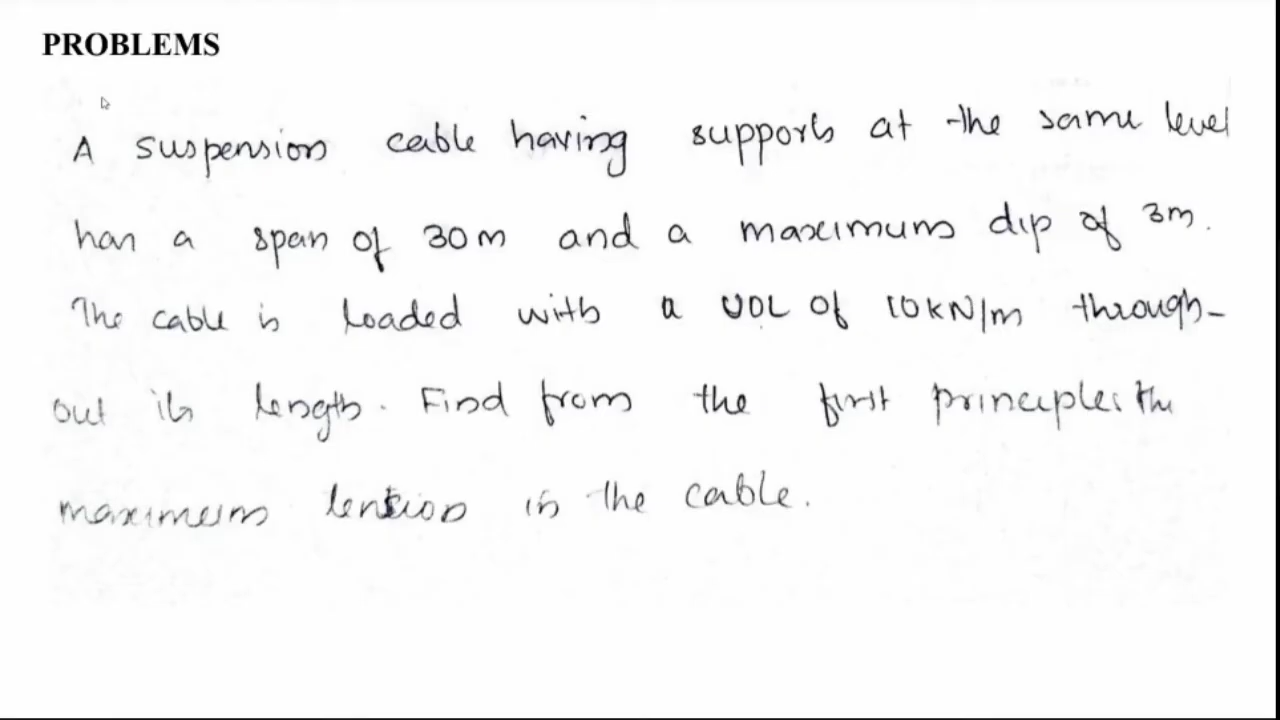 PROBLEMS
A suspension cable having supports at the same level
has a span of 30m and a maximum dip of 3m.
The cable is loaded with a UDL of 10kN/m through-
out its length. Find from the first principles the
maximum tension in the cable.